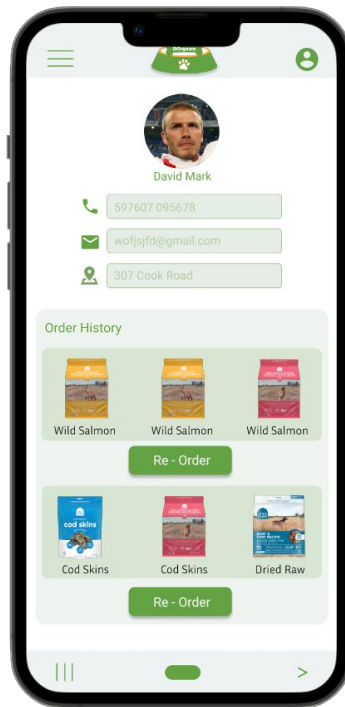 DOrganic
David Mark
597607 095678
wofjsjfd@gmail.com
307 Cook Road
Order History
Wild Salmon Wild Salmon Wild Salmon
Re - Order
cod skins
Cod Skins Cod Skins Dried Raw
Re - Order